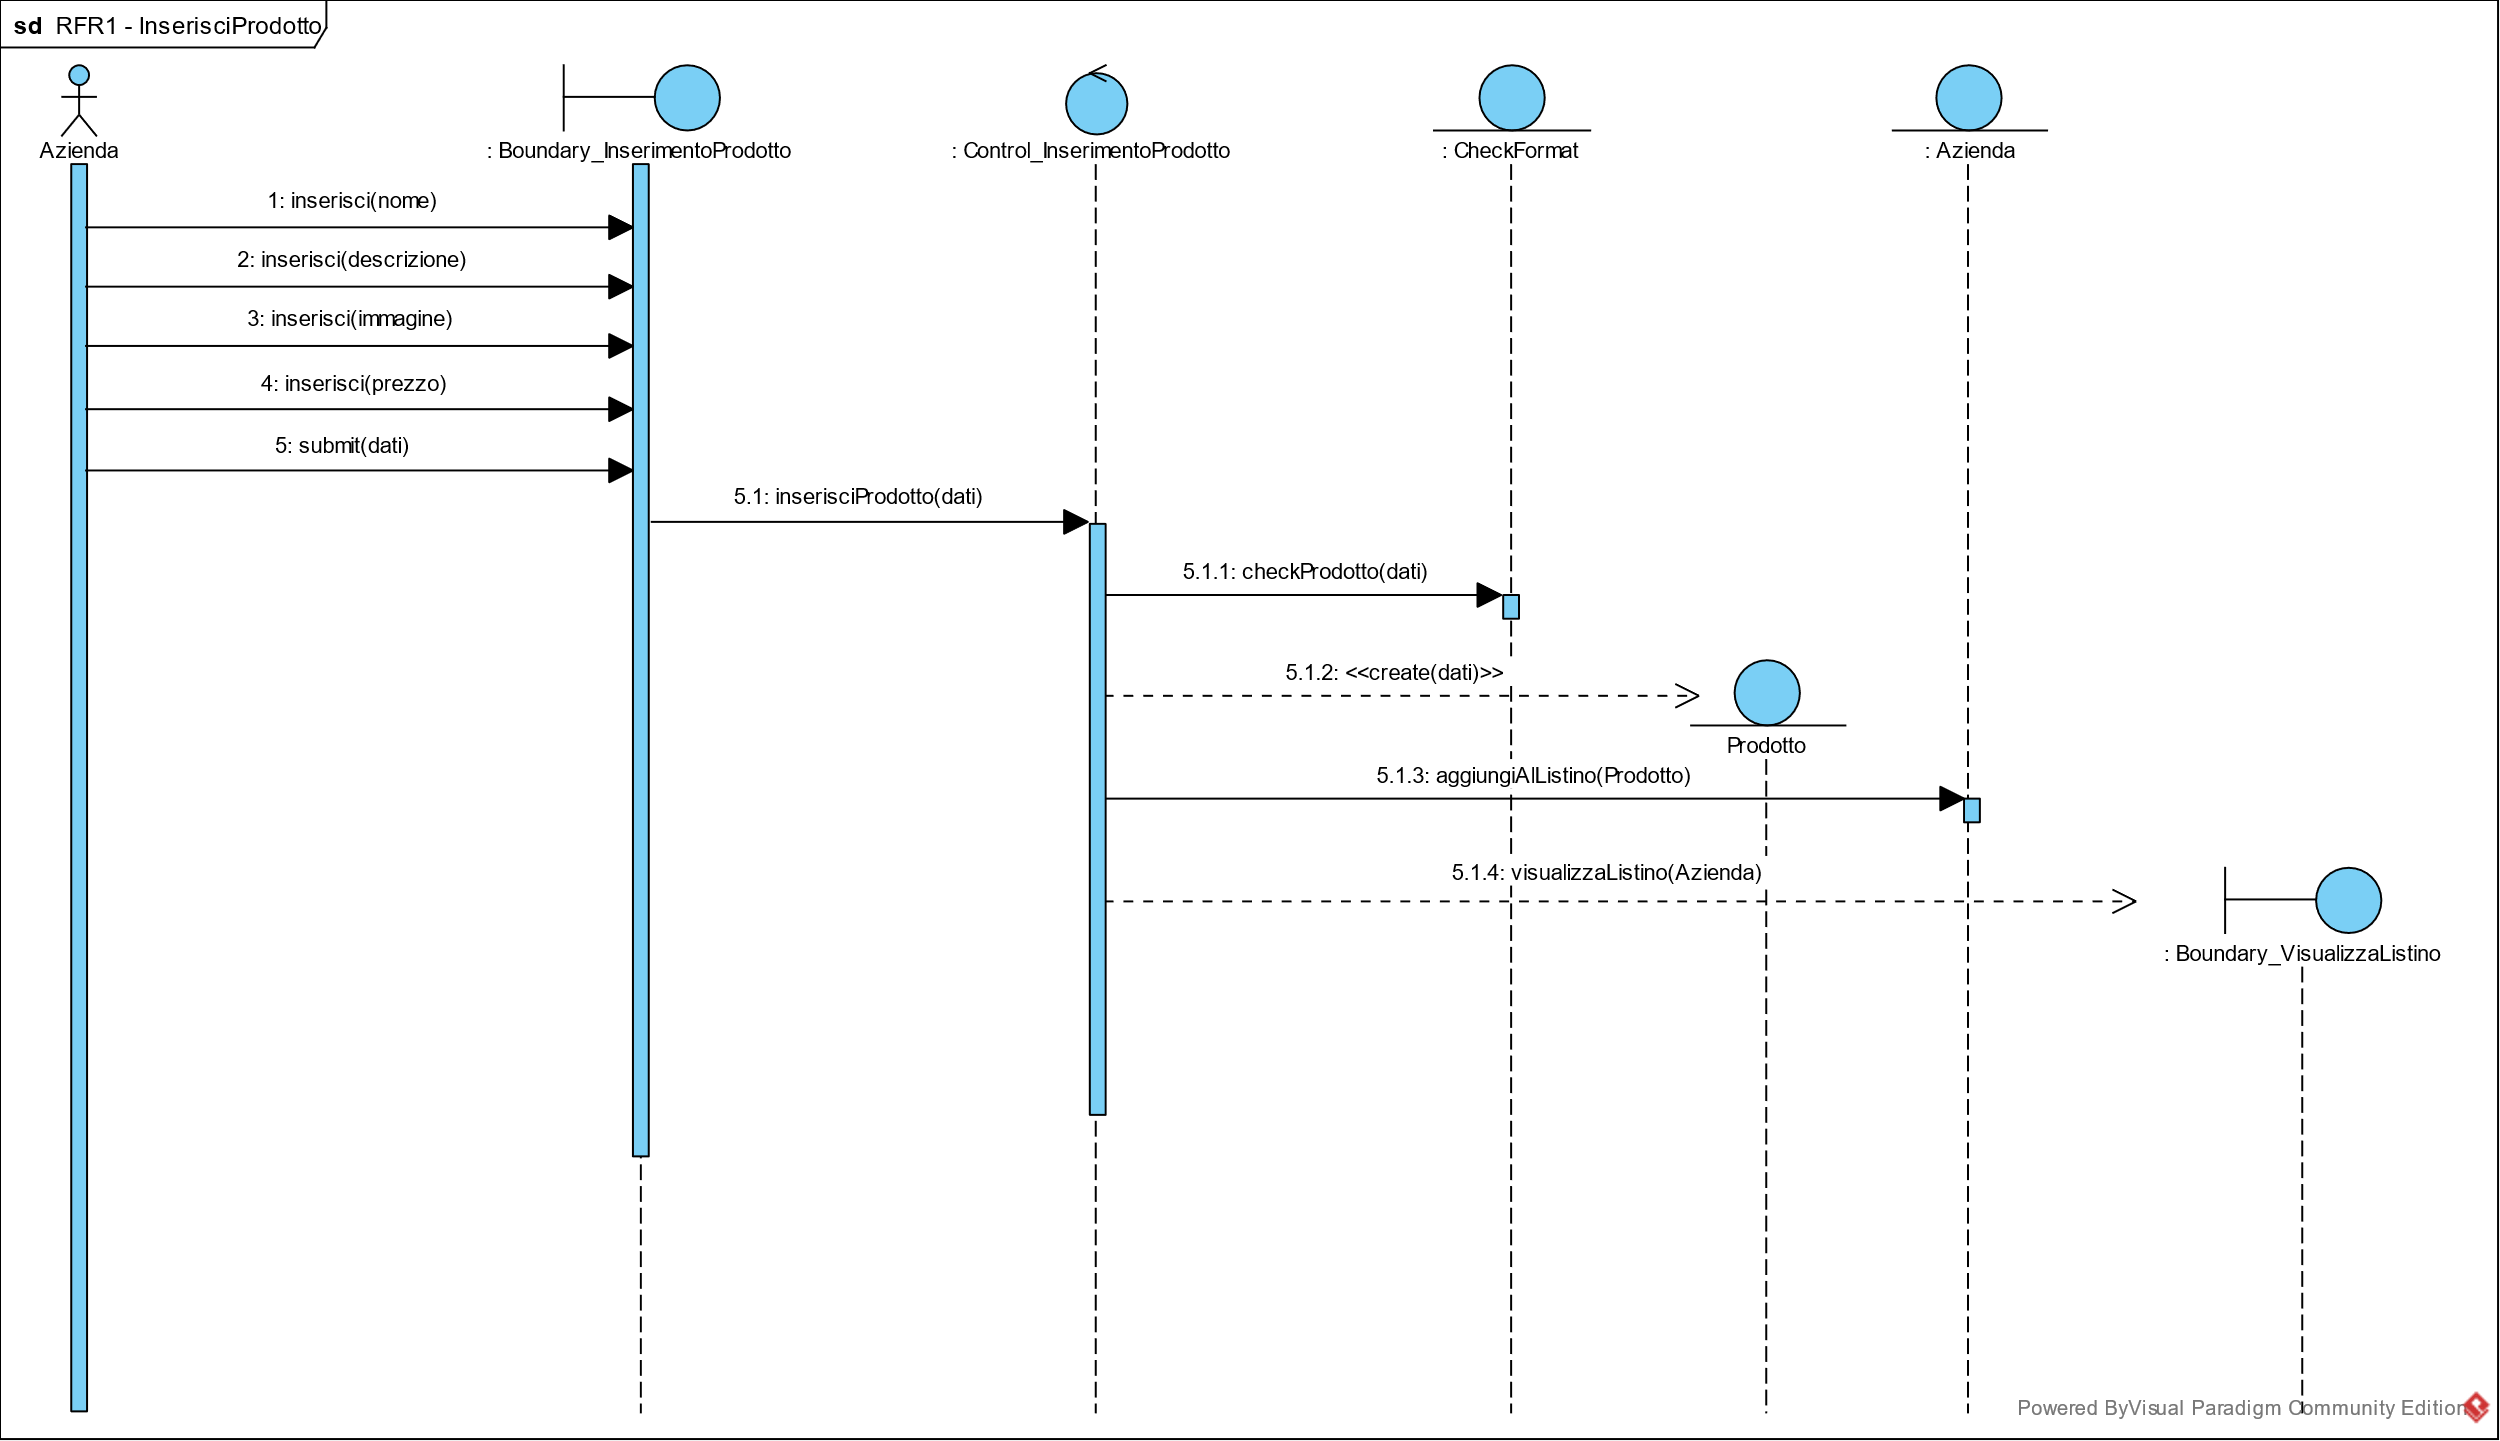 sd RFR1 - InserisciProdotto
Azienda
: Boundary_InserimentoProdotto
: Control_InserimentoProdotto
: CheckFormat
: Azienda
1: inserisci(nome)
2: inserisci(descrizione)
3: inserisci(immagine)
4: inserisci(prezzo)
5: submit(dati)
5.1: inserisciProdotto(dati)
5.1.1: checkProdotto(dati)
5.1.2: <<create(dati)>>
Prodotto
5.1.3: aggiungiAlListino(Prodotto)
5.1.4: visualizzaListino(Azienda)
: Boundary_VisualizzaListino
Powered ByVisual Paradigm Community Edition